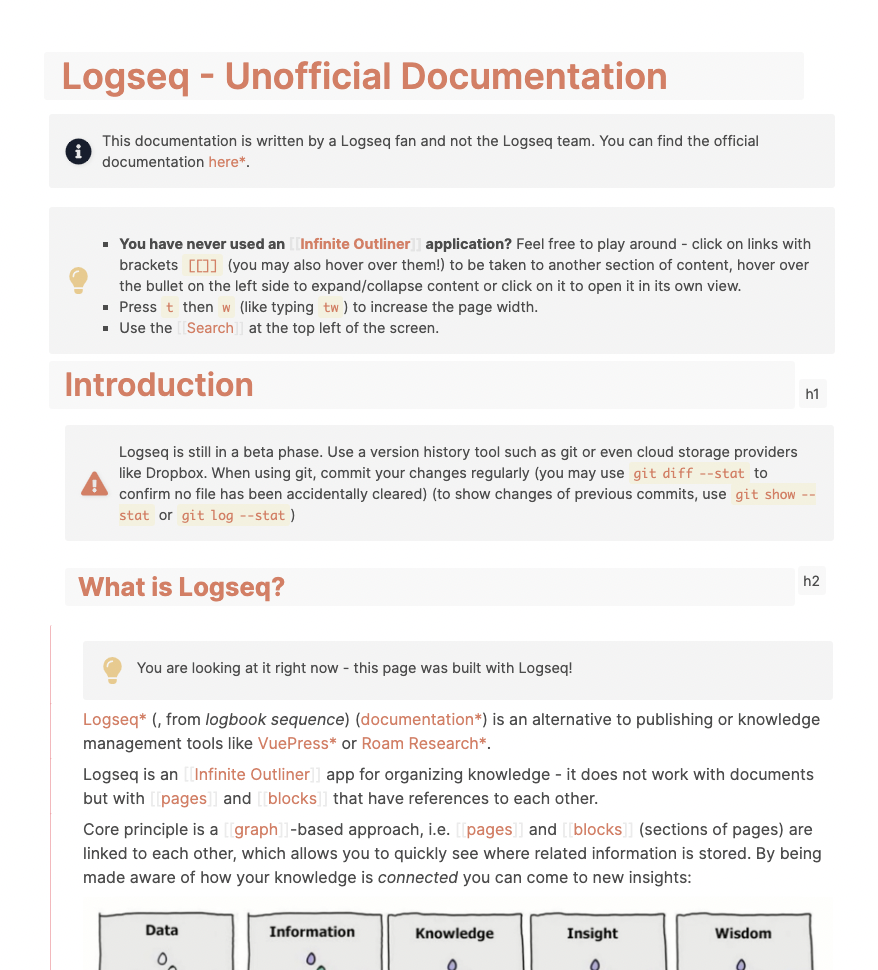 Logseq - Unofficial Documentation
This documentation is written by a Logseq fan and not the Logseq team. You can find the official
documentation here*.
You have never used an [[Infinite Outliner]] application? Feel free to play around - click on links with
brackets [[]] (you may also hover over them!) to be taken to another section of content, hover over
the bullet on the left side to expand/collapse content or click on it to open it in its own view.
Press t then w (like typing tw) to increase the page width.
Use the [[Search]] at the top left of the screen.
Introduction
h1
Logseq is still in a beta phase. Use a version history tool such as git or even cloud storage providers
like Dropbox. When using git, commit your changes regularly (you may use git diff --stat to
confirm no file has been accidentally cleared) (to show changes of previous commits, use git show --
stat or git log --stat)
What is Logseq?
h2
You are looking at it right now - this page was built with Logseq!
Logseq* (, from logbook sequence) (documentation*) is an alternative to publishing or knowledge
management tools like VuePress* or Roam Research*.
Logseq is an [[Infinite Outliner]] app for organizing knowledge - it does not work with documents
but with [[pages]] and [[blocks]] that have references to each other.
Core principle is a [[graph]]-based approach, i.e. [[pages]] and [[blocks]] (sections of pages) are
linked to each other, which allows you to quickly see where related information is stored. By being
made aware of how your knowledge is connected you can come to new insights:
Data Information Knowledge Insight Wisdom